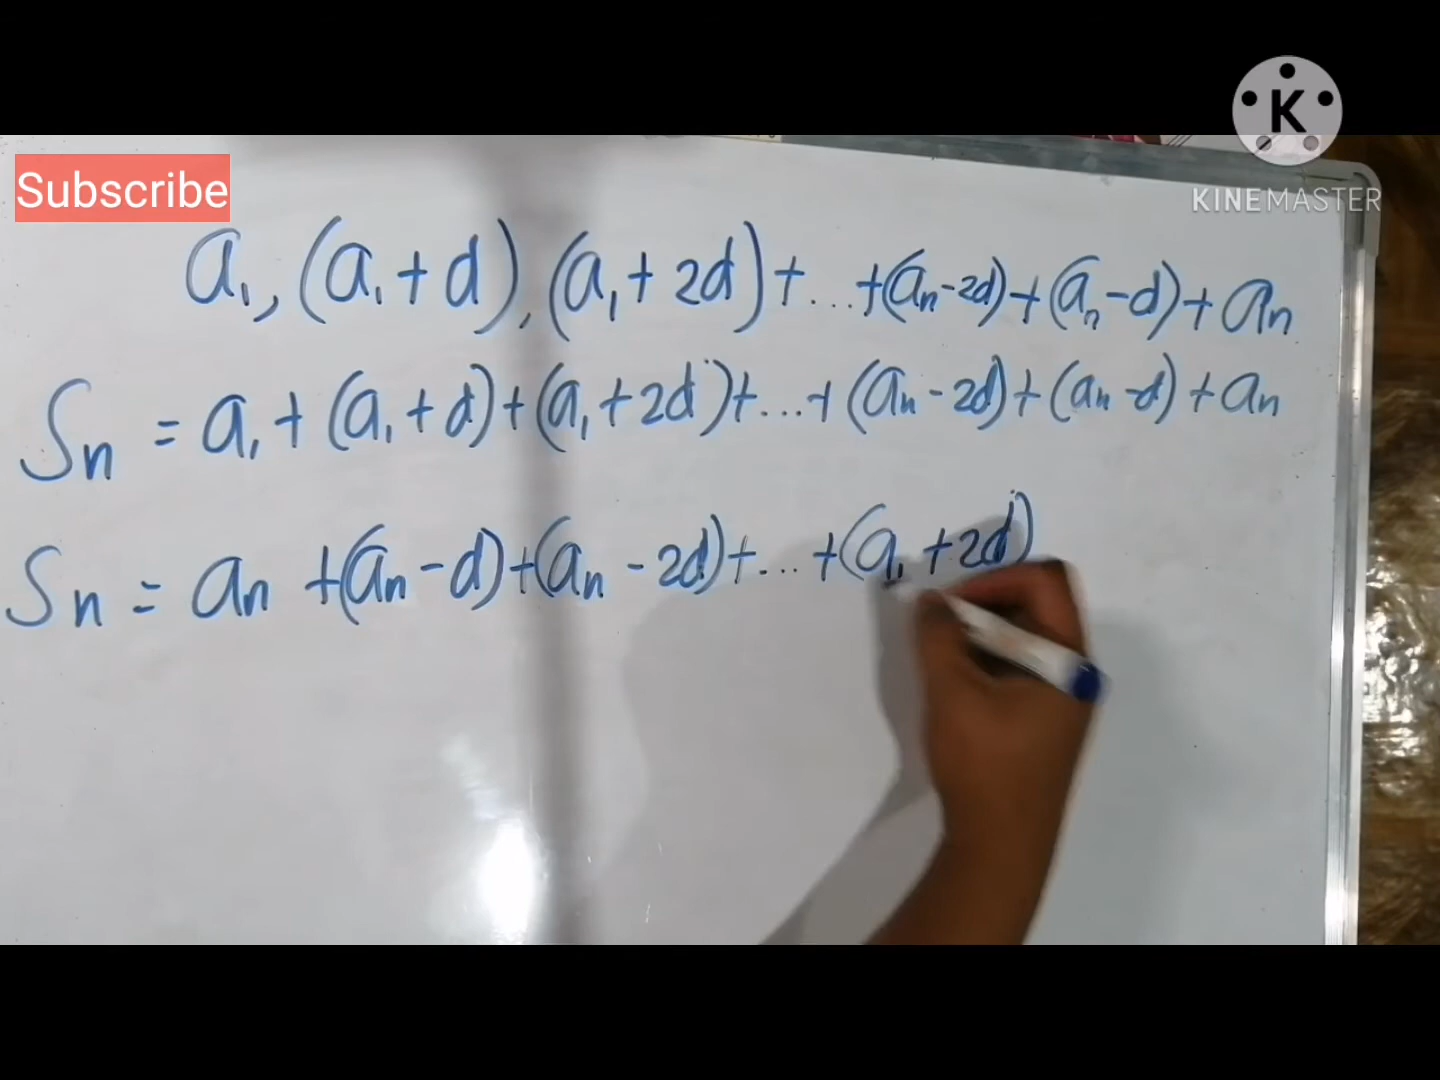 K
KINEMASTER
Subscribe
a₁, (a₁ + d), (a₁ + 2d) + ... + (aₙ - 2d) + (aₙ - d) + aₙ
Sₙ = a₁ + (a₁ + d) + (a₁ + 2d) + ... + (aₙ - 2d) + (aₙ - d) + aₙ
Sₙ = aₙ + (aₙ - d) + (aₙ - 2d) + ... + (a₁ + 2d)